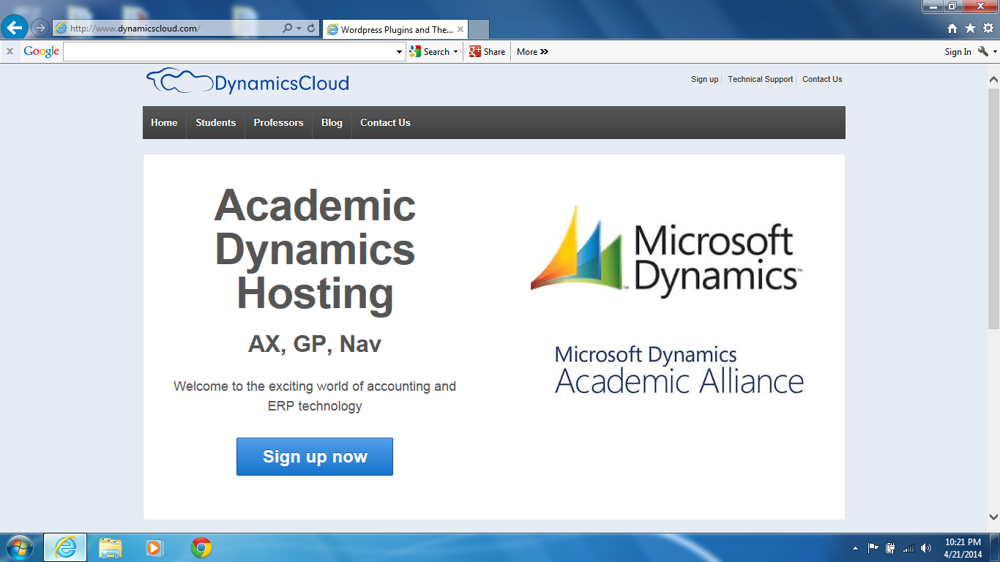 http://www.dynamicscloud.com/
Wordpress Plugins and The...
x Google Search Share More »
Sign In
DynamicsCloud
Sign up Technical Support Contact Us
Home Students Professors Blog Contact Us
Academic
Dynamics
Hosting
AX, GP, Nav
Welcome to the exciting world of accounting and
ERP technology
Sign up now
Microsoft
Dynamics™
Microsoft Dynamics
Academic Alliance
10:21 PM
4/21/2014